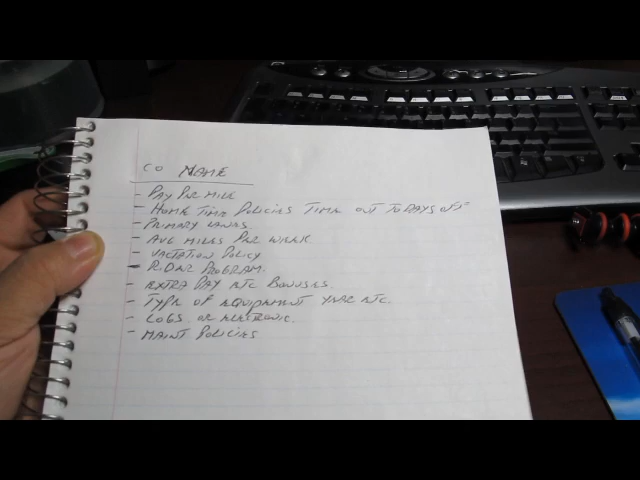 CO NAME
- PAY PER MILE
- HOME TIME POLICIES TIME OUT TO DAYS OFF
- PRIMARY LANES.
- AVG MILES PER WEEK.
- VACTATION POLICY
- RIDER PROGRAM.
- EXTRA PAY ETC BONUSES.
- TYPE OF EQUIPMENT YEAR ETC.
- LOGS OR ELECTRONIC.
- MAINT POLICIES